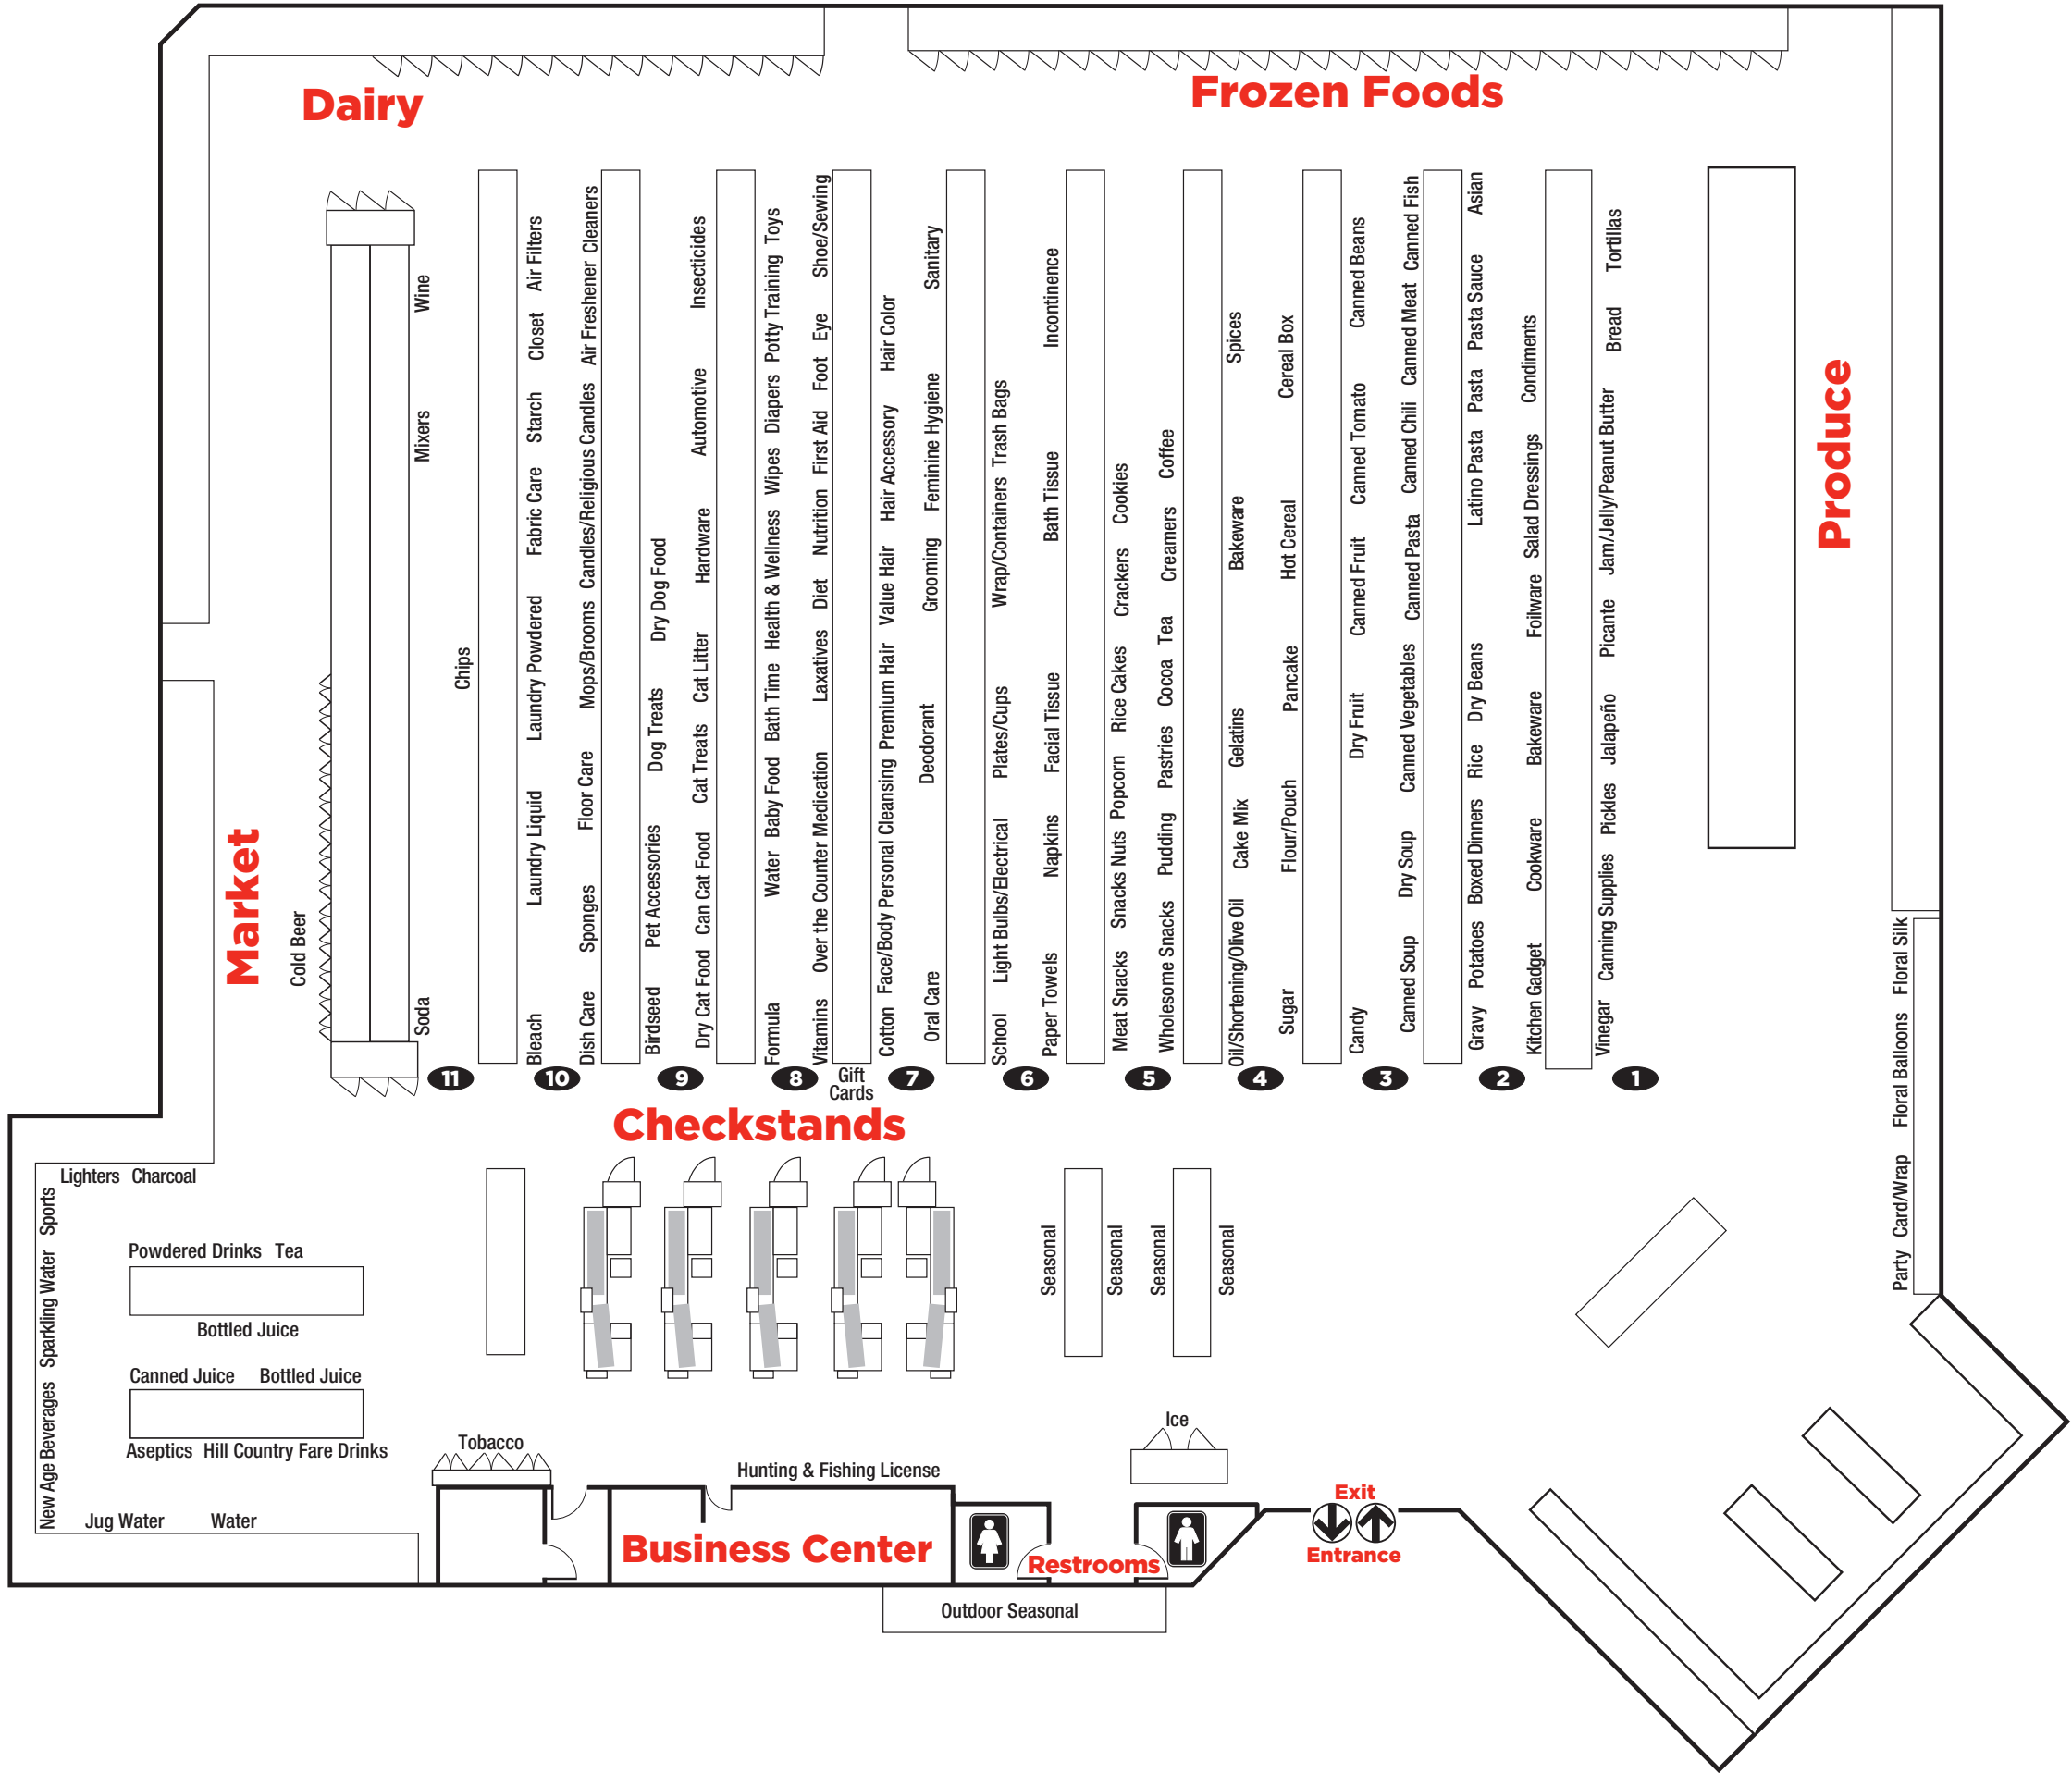 Dairy
Frozen Foods
Produce
Market
Cold Beer
Wine
Mixers
Soda
Chips
Air Filters
Closet
Starch
Fabric Care
Laundry Powdered
Laundry Liquid
Bleach
Air Freshener Cleaners
Candles/Religious Candles
Mops/Brooms
Floor Care
Sponges
Dish Care
Dry Dog Food
Dog Treats
Pet Accessories
Birdseed
Insecticides
Automotive
Hardware
Cat Litter
Cat Treats
Can Cat Food
Dry Cat Food
Toys
Potty Training
Diapers
Wipes
Health & Wellness
Bath Time
Baby Food
Water
Formula
Shoe/Sewing
Eye
Foot
First Aid
Nutrition
Diet
Laxatives
Over the Counter Medication
Vitamins
Hair Color
Hair Accessory
Value Hair
Premium Hair
Face/Body Personal Cleansing
Cotton
Sanitary
Feminine Hygiene
Grooming
Deodorant
Oral Care
Trash Bags
Wrap/Containers
Plates/Cups
Light Bulbs/Electrical
School
Incontinence
Bath Tissue
Facial Tissue
Napkins
Paper Towels
Cookies
Crackers
Rice Cakes
Popcorn
Nuts
Snacks
Meat Snacks
Coffee
Creamers
Tea
Cocoa
Pastries
Pudding
Wholesome Snacks
Spices
Bakeware
Gelatins
Cake Mix
Oil/Shortening/Olive Oil
Cereal Box
Hot Cereal
Pancake
Flour/Pouch
Sugar
Canned Beans
Canned Tomato
Canned Fruit
Dry Fruit
Candy
Canned Fish
Canned Meat
Canned Chili
Canned Pasta
Canned Vegetables
Dry Soup
Canned Soup
Asian
Pasta Sauce
Pasta
Latino Pasta
Dry Beans
Rice
Boxed Dinners
Potatoes
Gravy
Condiments
Salad Dressings
Foilware
Bakeware
Cookware
Kitchen Gadget
Tortillas
Bread
Jam/Jelly/Peanut Butter
Picante
Jalapeño
Pickles
Canning Supplies
Vinegar
Floral Silk
Floral Balloons
Card/Wrap
Party
11
10
9
8
Gift
Cards
7
6
5
4
3
2
1
Checkstands
Lighters Charcoal
Sports
Sparkling Water
New Age Beverages
Powdered Drinks Tea
Bottled Juice
Canned Juice Bottled Juice
Aseptics Hill Country Fare Drinks
Jug Water Water
Seasonal
Seasonal
Seasonal
Seasonal
Tobacco
Ice
Hunting & Fishing License
Business Center
Restrooms
Exit
Entrance
Outdoor Seasonal